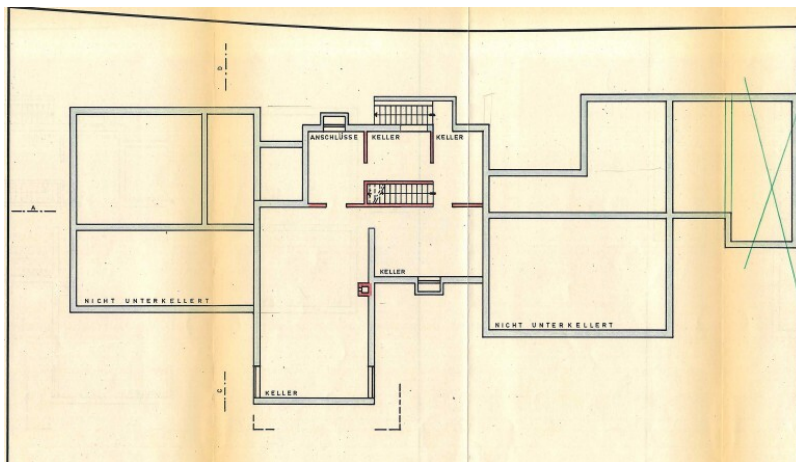 D
ANSCHLÜSSE
KELLER
KELLER
A
KELLER
NICHT UNTERKELLERT
NICHT UNTERKELLERT
C
KELLER